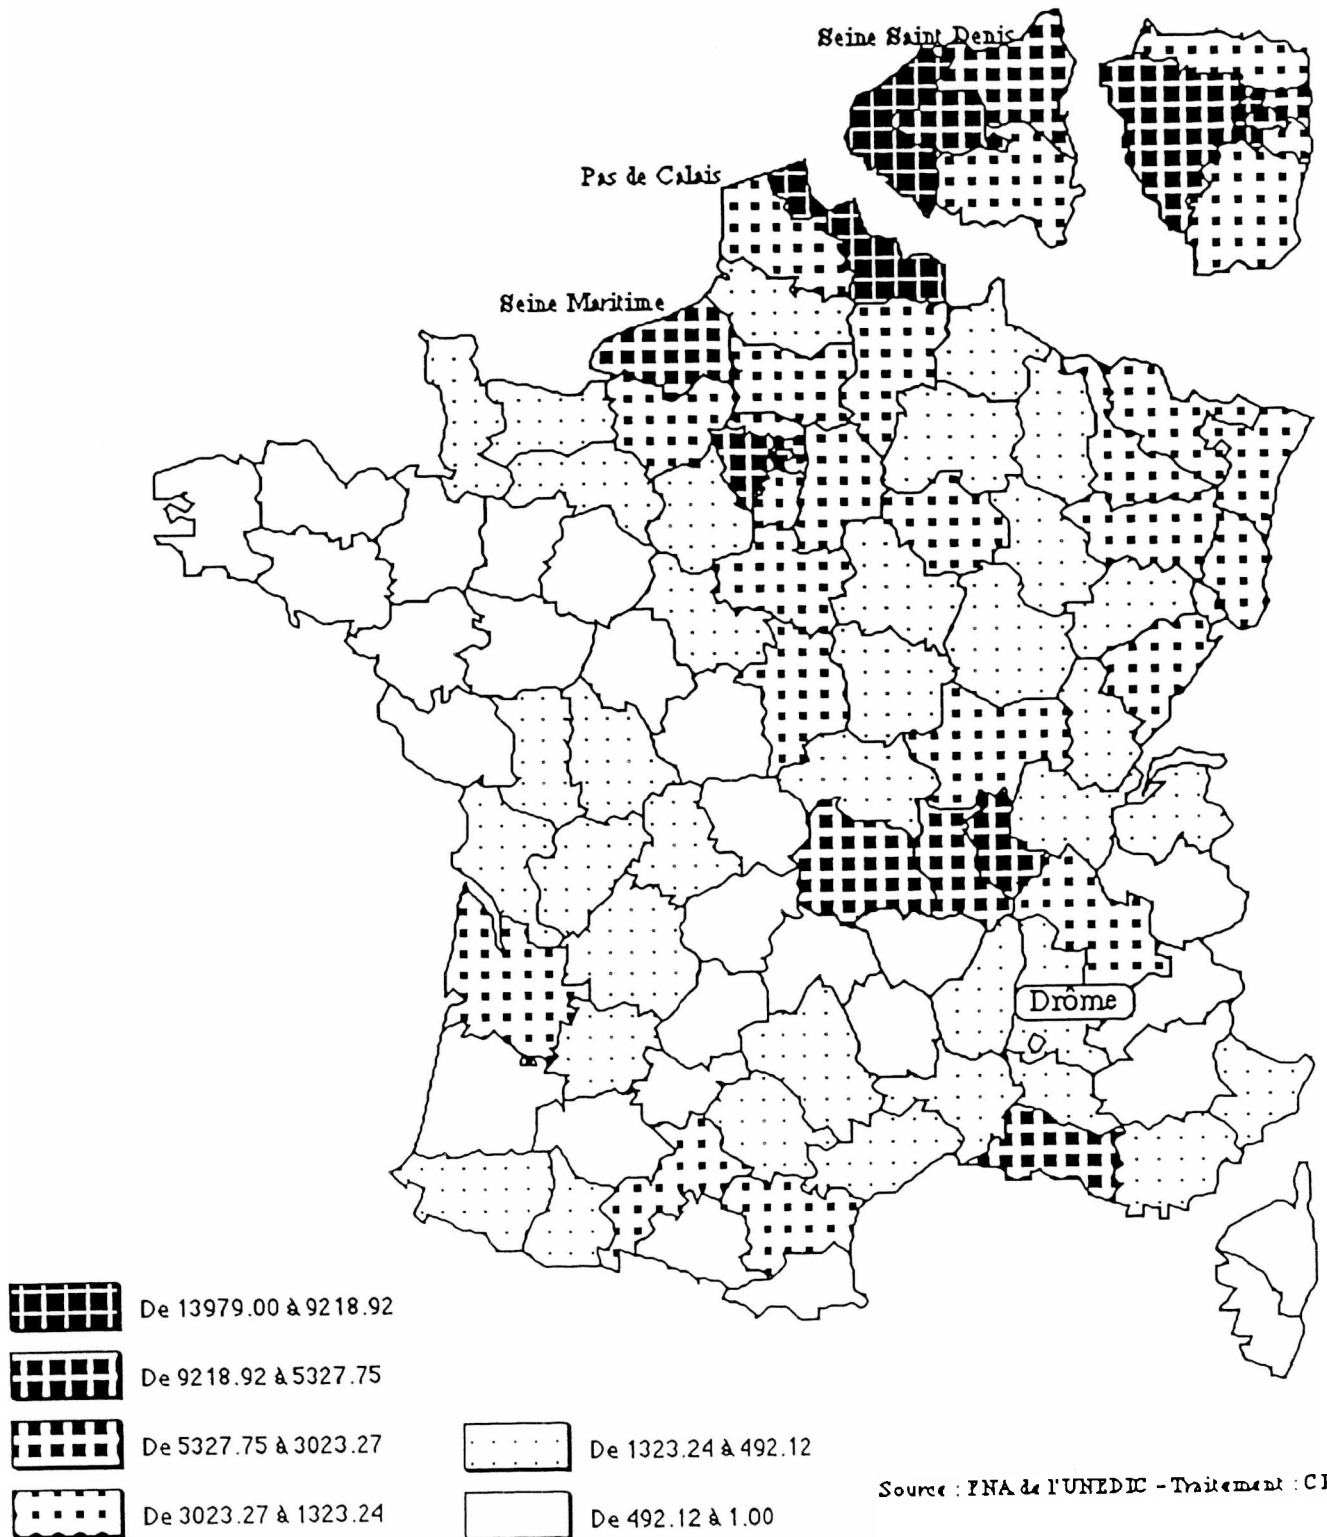 Seine Saint Denis
Pas de Calais
Seine Maritime
Drôme
De 13979.00 à 9218.92
De 9218.92 à 5327.75
De 5327.75 à 3023.27
De 3023.27 à 1323.24
De 1323.24 à 492.12
De 492.12 à 1.00
Source : FNA de l'UNEDIC - Traitement :